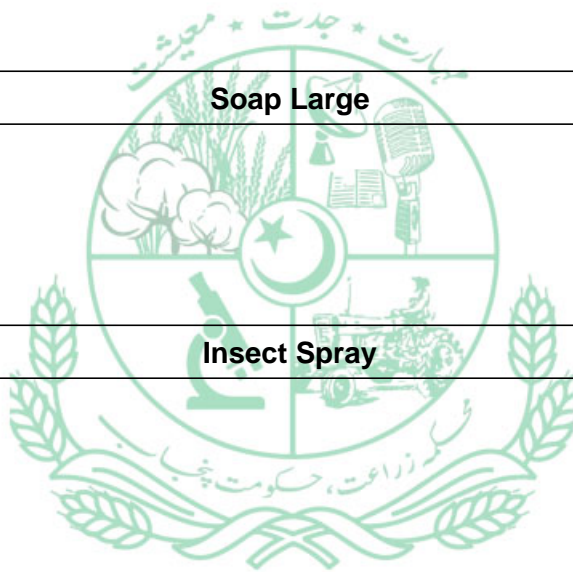 مہارت ٭ جدت ٭ معیشت
Soap Large
Insect Spray
محکمہ زراعت، حکومت پنجاب